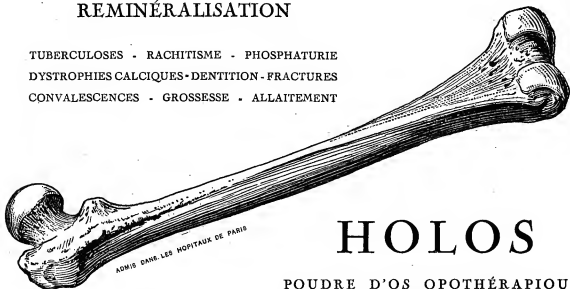 REMINÉRALISATION
TUBERCULOSES - RACHITISME - PHOSPHATURIE
DYSTROPHIES CALCIQUES - DENTITION - FRACTURES
CONVALESCENCES - GROSSESSE - ALLAITEMENT
ADMIS DANS LES HOPITAUX DE PARIS
HOLOS
POUDRE D'OS